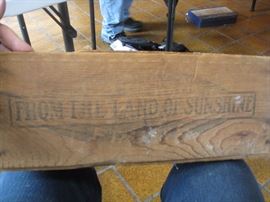 FROM THE LAND OF SUNSHINE